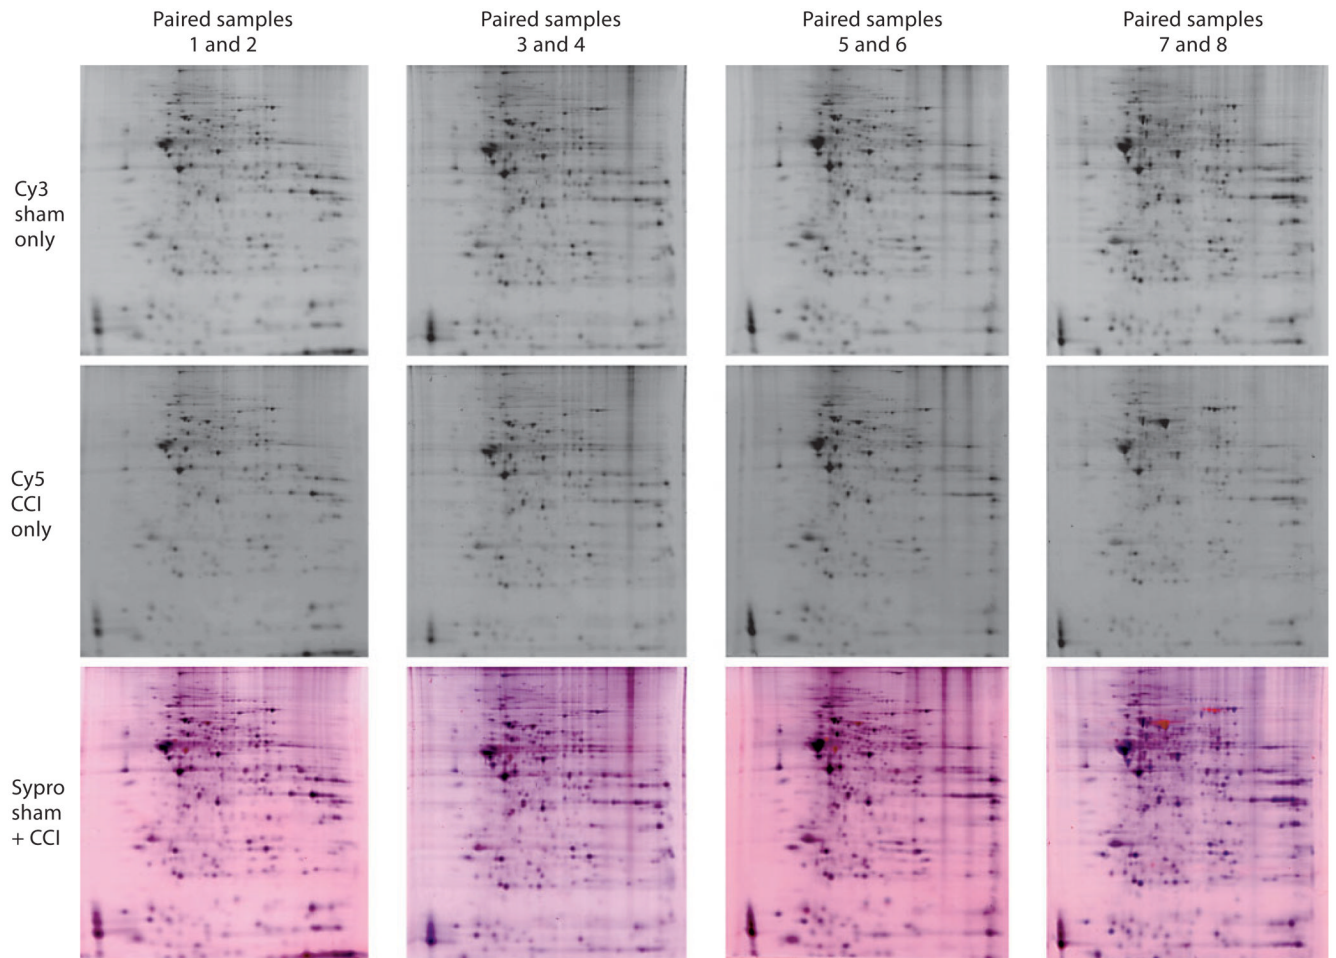 Paired samples
1 and 2
Paired samples
3 and 4
Paired samples
5 and 6
Paired samples
7 and 8
Cy3
sham
only
Cy5
CCI
only
Sypro
sham
+ CCI